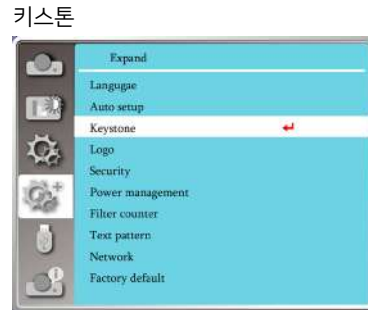 키스톤
Expand
Langugae
Auto setup
Keystone
Logo
Security
Power management
Filter counter
Text pattern
Network
Factory default